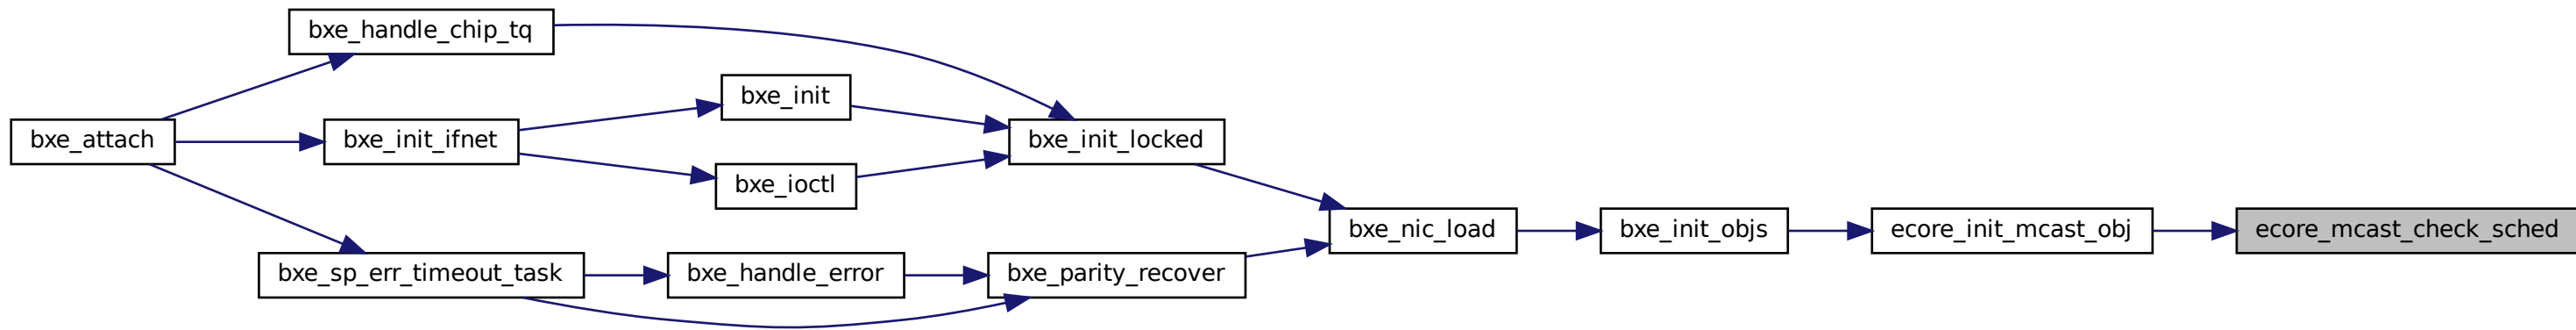 bxe_handle_chip_tq
bxe_init
bxe_attach
bxe_init_ifnet
bxe_init_locked
bxe_ioctl
bxe_nic_load
bxe_init_objs
ecore_init_mcast_obj
ecore_mcast_check_sched
bxe_sp_err_timeout_task
bxe_handle_error
bxe_parity_recover